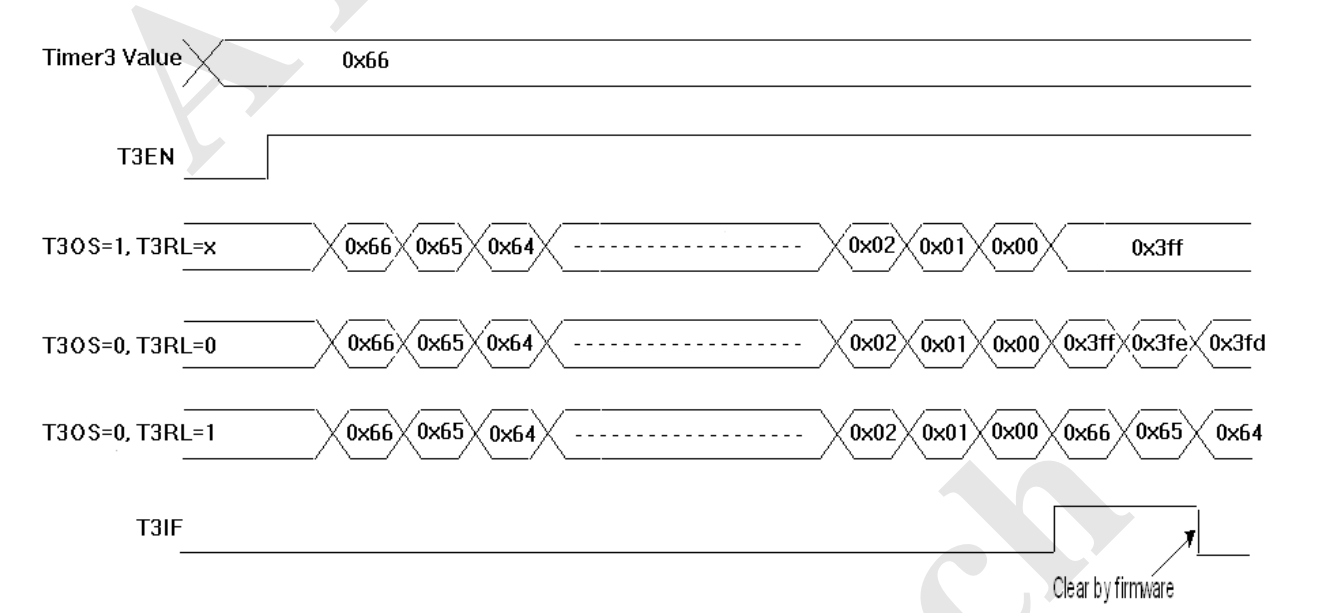 Timer3 Value 0x66
T3EN
T3OS=1, T3RL=x 0x66 0x65 0x64 0x02 0x01 0x00 0x3ff
T3OS=0, T3RL=0 0x66 0x65 0x64 0x02 0x01 0x00 0x3ff 0x3fe 0x3fd
T3OS=0, T3RL=1 0x66 0x65 0x64 0x02 0x01 0x00 0x66 0x65 0x64
T3IF
Clear by firmware